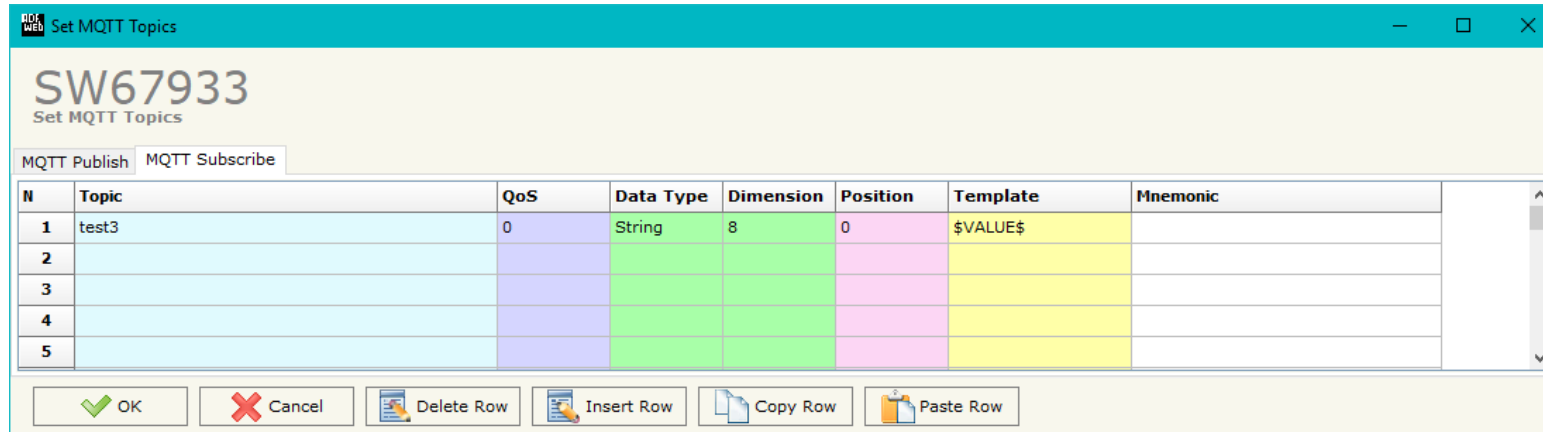 ADF
WEB
Set MQTT Topics
SW67933
Set MQTT Topics
MQTT Publish MQTT Subscribe
N Topic QoS Data Type Dimension Position Template Mnemonic
1 test3 0 String 8 0 $VALUE$
2
3
4
5
OK Cancel Delete Row Insert Row Copy Row Paste Row